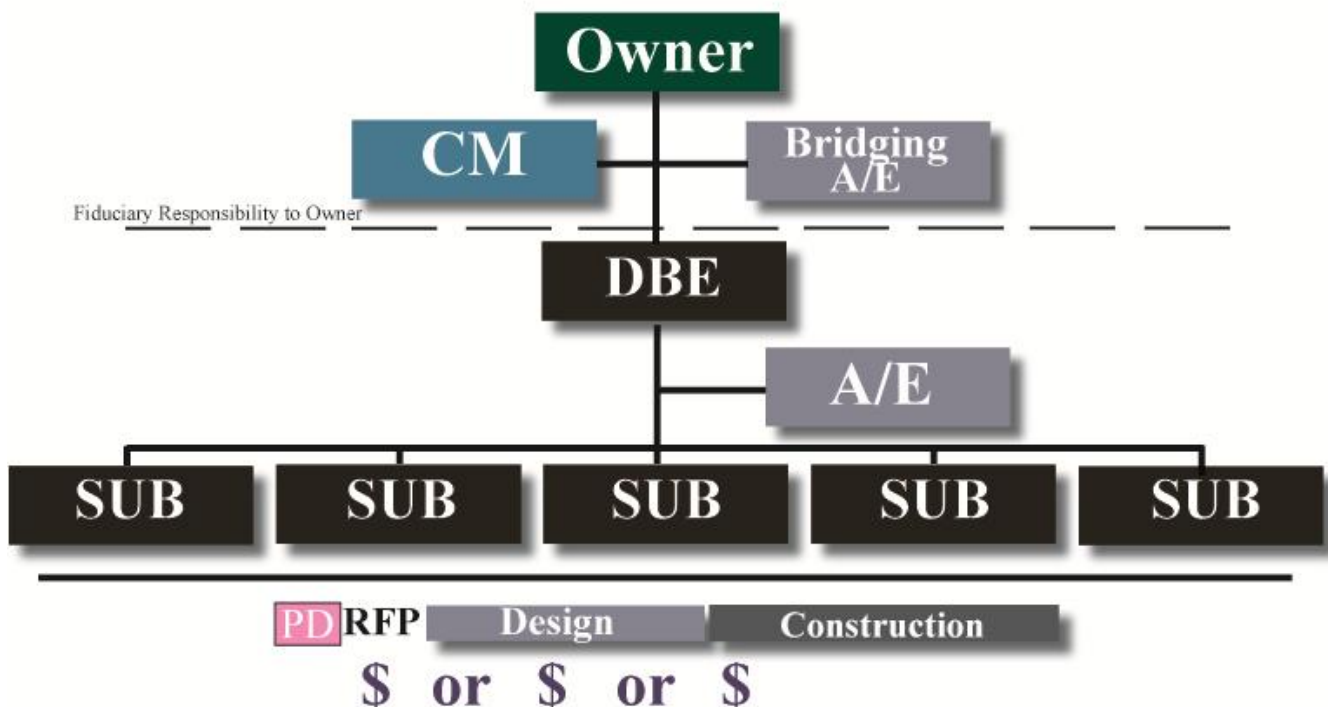 Owner
CM
Bridging
A/E
Fiduciary Responsibility to Owner
DBE
A/E
SUB SUB SUB SUB SUB
PD RFP Design Construction
$ or $ or $